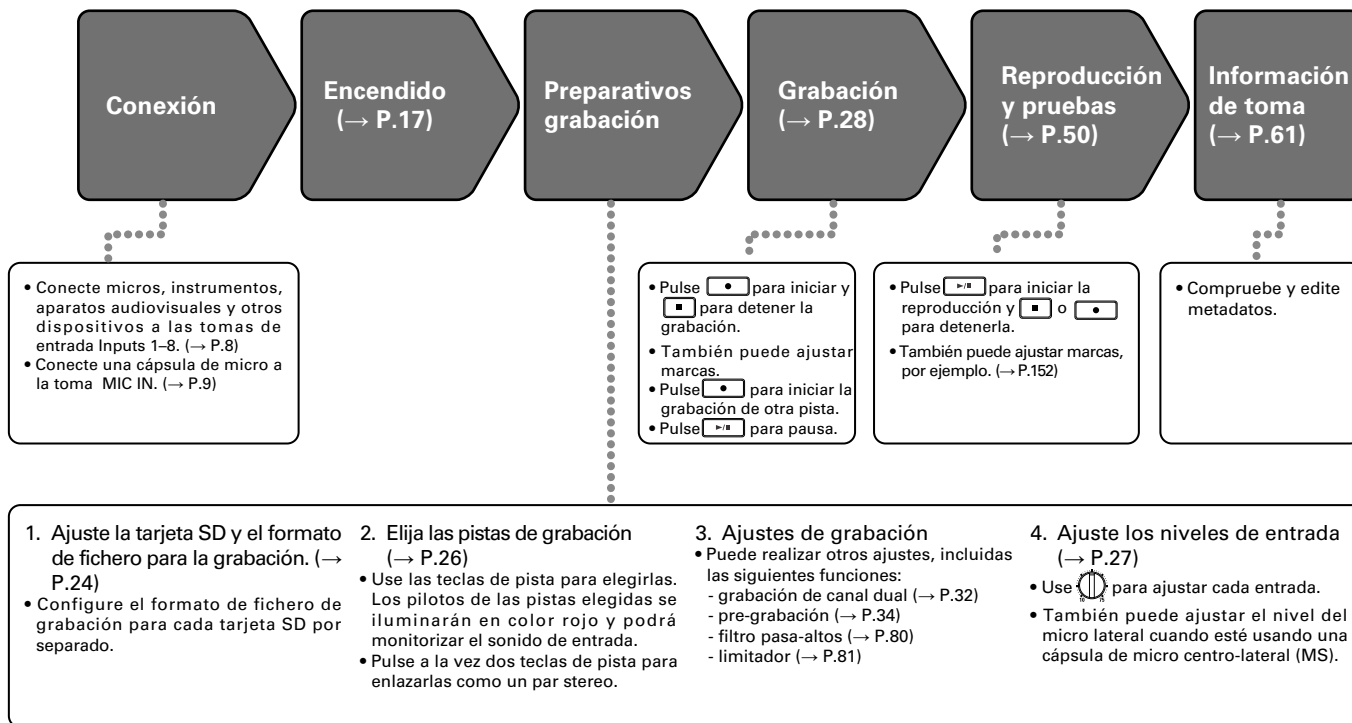 Conexión
Encendido
(→ P.17)
Preparativos
grabación
Grabación
(→ P.28)
Reproducción
y pruebas
(→ P.50)
Información
de toma
(→ P.61)
• Conecte micros, instrumentos,
aparatos audiovisuales y otros
dispositivos a las tomas de
entrada Inputs 1–8. (→ P.8)
• Conecte una cápsula de micro a
la toma MIC IN. (→ P.9)
• Pulse para iniciar y
para detener la
grabación.
• También puede ajustar
marcas.
• Pulse para iniciar la
grabación de otra pista.
• Pulse para pausa.
• Pulse para iniciar la
reproducción y o
para detenerla.
• También puede ajustar marcas,
por ejemplo. (→ P.152)
• Compruebe y edite
metadatos.
1. Ajuste la tarjeta SD y el formato
de fichero para la grabación. (→
P.24)
• Configure el formato de fichero de
grabación para cada tarjeta SD por
separado.
2. Elija las pistas de grabación
(→ P.26)
• Use las teclas de pista para elegirlas.
Los pilotos de las pistas elegidas se
iluminarán en color rojo y podrá
monitorizar el sonido de entrada.
• Pulse a la vez dos teclas de pista para
enlazarlas como un par stereo.
3. Ajustes de grabación
• Puede realizar otros ajustes, incluidas
las siguientes funciones:
- grabación de canal dual (→ P.32)
- pre-grabación (→ P.34)
- filtro pasa-altos (→ P.80)
- limitador (→ P.81)
4. Ajuste los niveles de entrada
(→ P.27)
• Use para ajustar cada entrada.
• También puede ajustar el nivel del
micro lateral cuando esté usando una
cápsula de micro centro-lateral (MS).